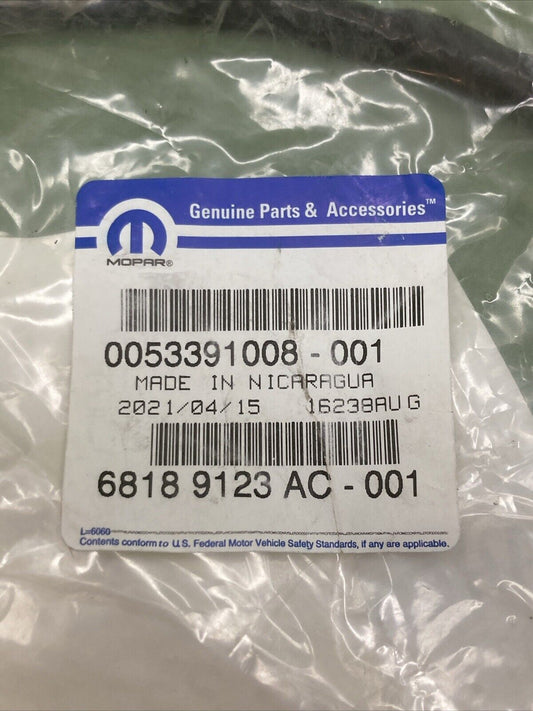 Genuine Parts & Accessories™
MOPAR®
0053391008 - 001
MADE IN NICARAGUA
2021/04/15 16238AUG
6818 9123 AC - 001
L=6060
Contents conform to U.S. Federal Motor Vehicle Safety Standards, if any are applicable.